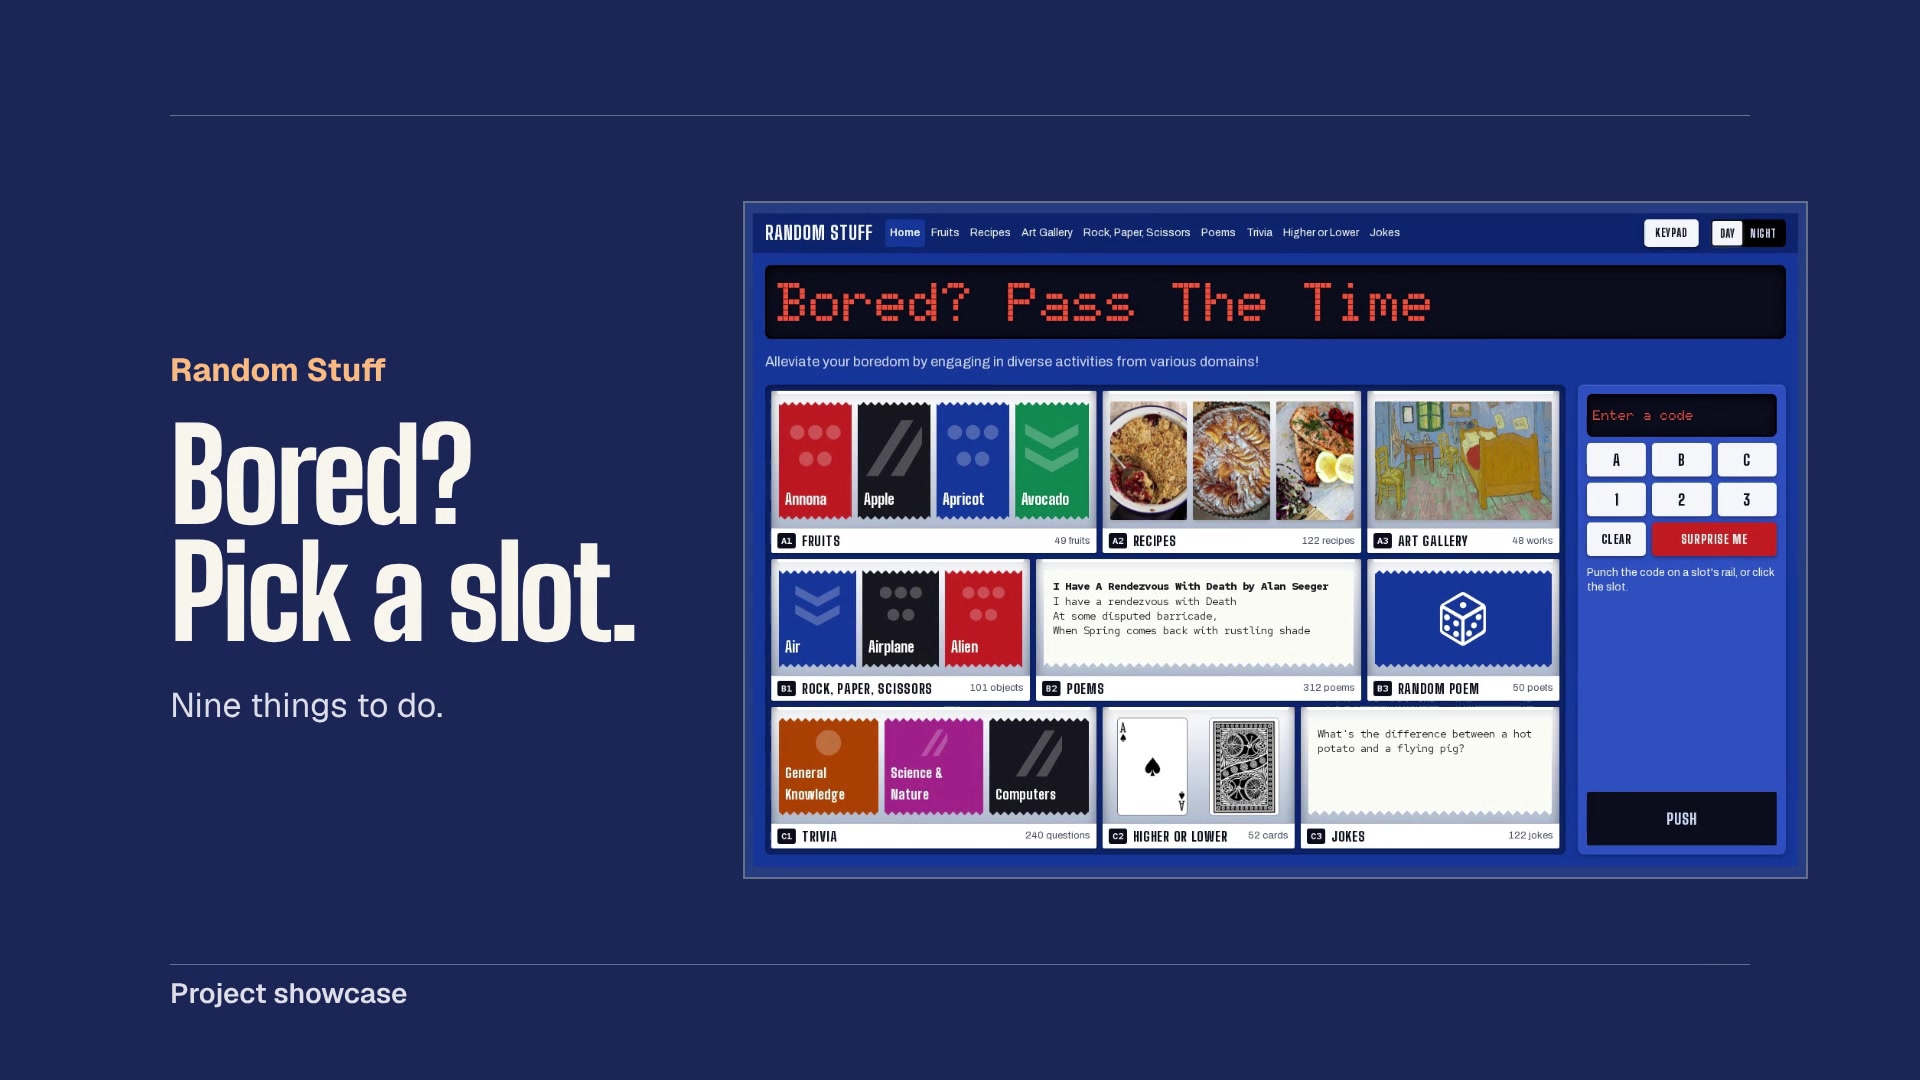 Random Stuff
Bored?
Pick a slot.
Nine things to do.
Project showcase
RANDOM STUFF Home Fruits Recipes Art Gallery Rock, Paper, Scissors Poems Trivia Higher or Lower Jokes KEYPAD DAY NIGHT
Bored? Pass The Time
Alleviate your boredom by engaging in diverse activities from various domains!
Annona Apple Apricot Avocado
A1 FRUITS 49 fruits
A2 RECIPES 122 recipes
A3 ART GALLERY 48 works
Air Airplane Alien
B1 ROCK, PAPER, SCISSORS 101 objects
I Have A Rendezvous With Death by Alan Seeger
I have a rendezvous with Death
At some disputed barricade,
When Spring comes back with rustling shade
B2 POEMS 312 poems
B3 RANDOM POEM 50 poets
General
Knowledge
Science &
Nature
Computers
C1 TRIVIA 240 questions
A
A
C2 HIGHER OR LOWER 52 cards
What's the difference between a hot
potato and a flying pig?
C3 JOKES 122 jokes
Enter a code
A B C
1 2 3
CLEAR SURPRISE ME
Punch the code on a slot's rail, or click
the slot.
PUSH